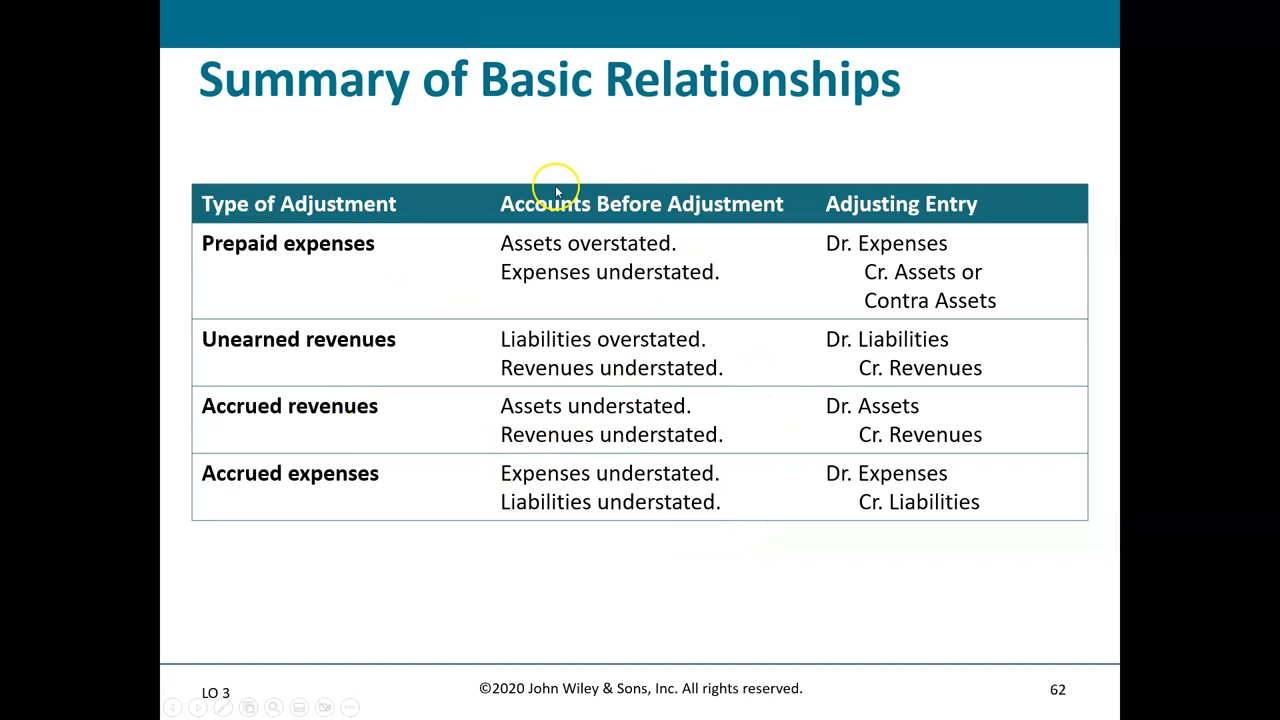 Summary of Basic Relationships
Type of Adjustment Accounts Before Adjustment Adjusting Entry
Prepaid expenses Assets overstated. Dr. Expenses
Expenses understated. Cr. Assets or
Contra Assets
Unearned revenues Liabilities overstated. Dr. Liabilities
Revenues understated. Cr. Revenues
Accrued revenues Assets understated. Dr. Assets
Revenues understated. Cr. Revenues
Accrued expenses Expenses understated. Dr. Expenses
Liabilities understated. Cr. Liabilities
LO 3 ©2020 John Wiley & Sons, Inc. All rights reserved. 62